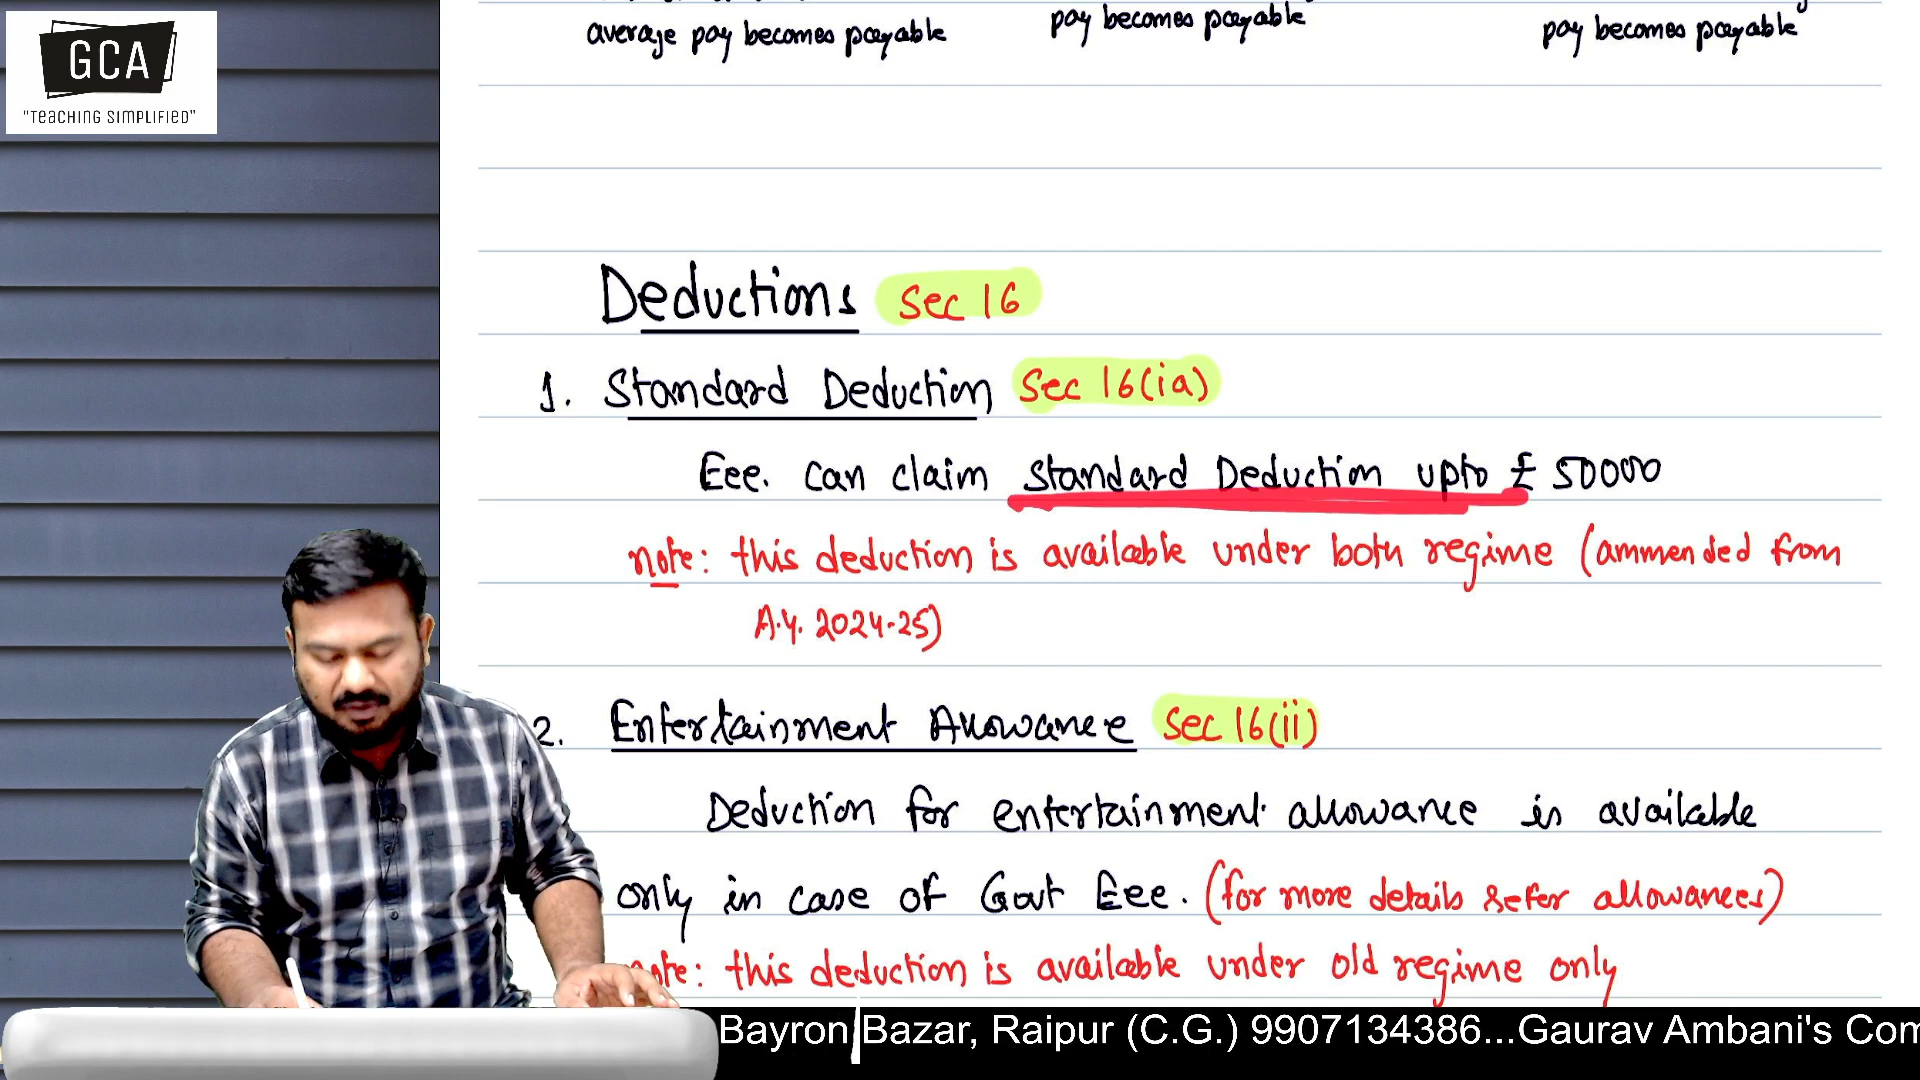 GCA
"TEACHING SIMPLIFIED"
average pay becomes payable
pay becomes payable
pay becomes payable
Deductions Sec 16
1. Standard Deduction Sec 16(ia)
Eee. can claim Standard Deduction upto ₤ 50000
note: this deduction is available under both regime (ammended from
A.Y. 2024-25)
2. Entertainment Allowance Sec 16(ii)
Deduction for entertainment allowance is available
only in case of Govt Eee. (for more details refer allowances)
note: this deduction is available under old regime only
Bayron Bazar, Raipur (C.G.) 9907134386...Gaurav Ambani's Com